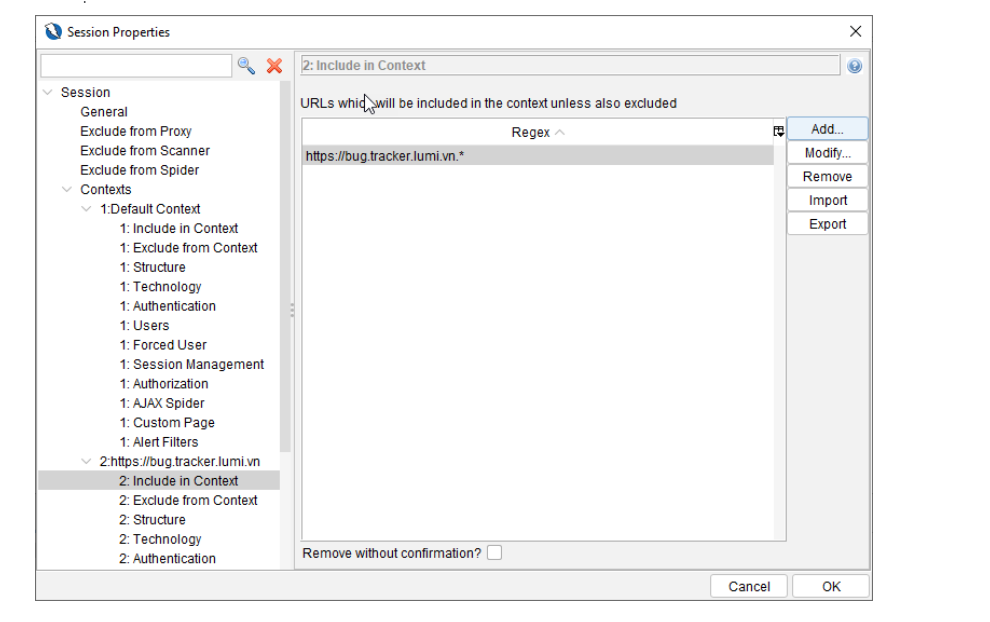 Session Properties
2: Include in Context
Session
General
Exclude from Proxy
Exclude from Scanner
Exclude from Spider
Contexts
1:Default Context
1: Include in Context
1: Exclude from Context
1: Structure
1: Technology
1: Authentication
1: Users
1: Forced User
1: Session Management
1: Authorization
1: AJAX Spider
1: Custom Page
1: Alert Filters
2:https://bug.tracker.lumi.vn
2: Include in Context
2: Exclude from Context
2: Structure
2: Technology
2: Authentication
URLs which will be included in the context unless also excluded
Regex
https://bug.tracker.lumi.vn.*
Add...
Modify...
Remove
Import
Export
Remove without confirmation?
Cancel
OK